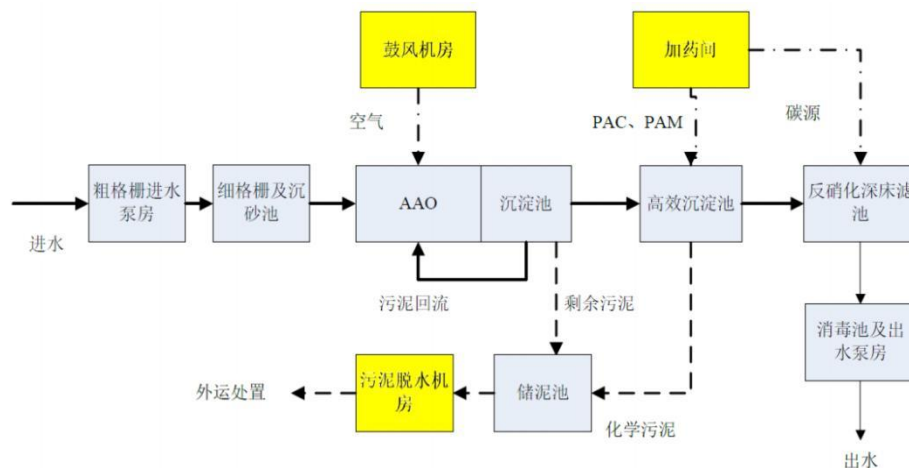 鼓风机房
加药间
空气
PAC、PAM
碳源
粗格栅进水
泵房
细格栅及沉
砂池
AAO
沉淀池
高效沉淀池
反硝化深床滤
池
进水
污泥回流
剩余污泥
消毒池及出
水泵房
外运处置
污泥脱水机
房
储泥池
化学污泥
出水